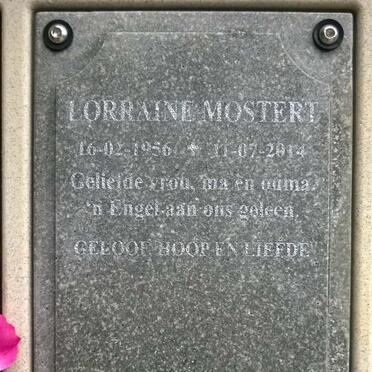 LORRAINE MOSTERT
16-02-1956 ✝ 11-07-2014
Geliefde vrou, ma en ouma.
'n Engel aan ons geleen
GELOOF HOOP EN LIEFDE